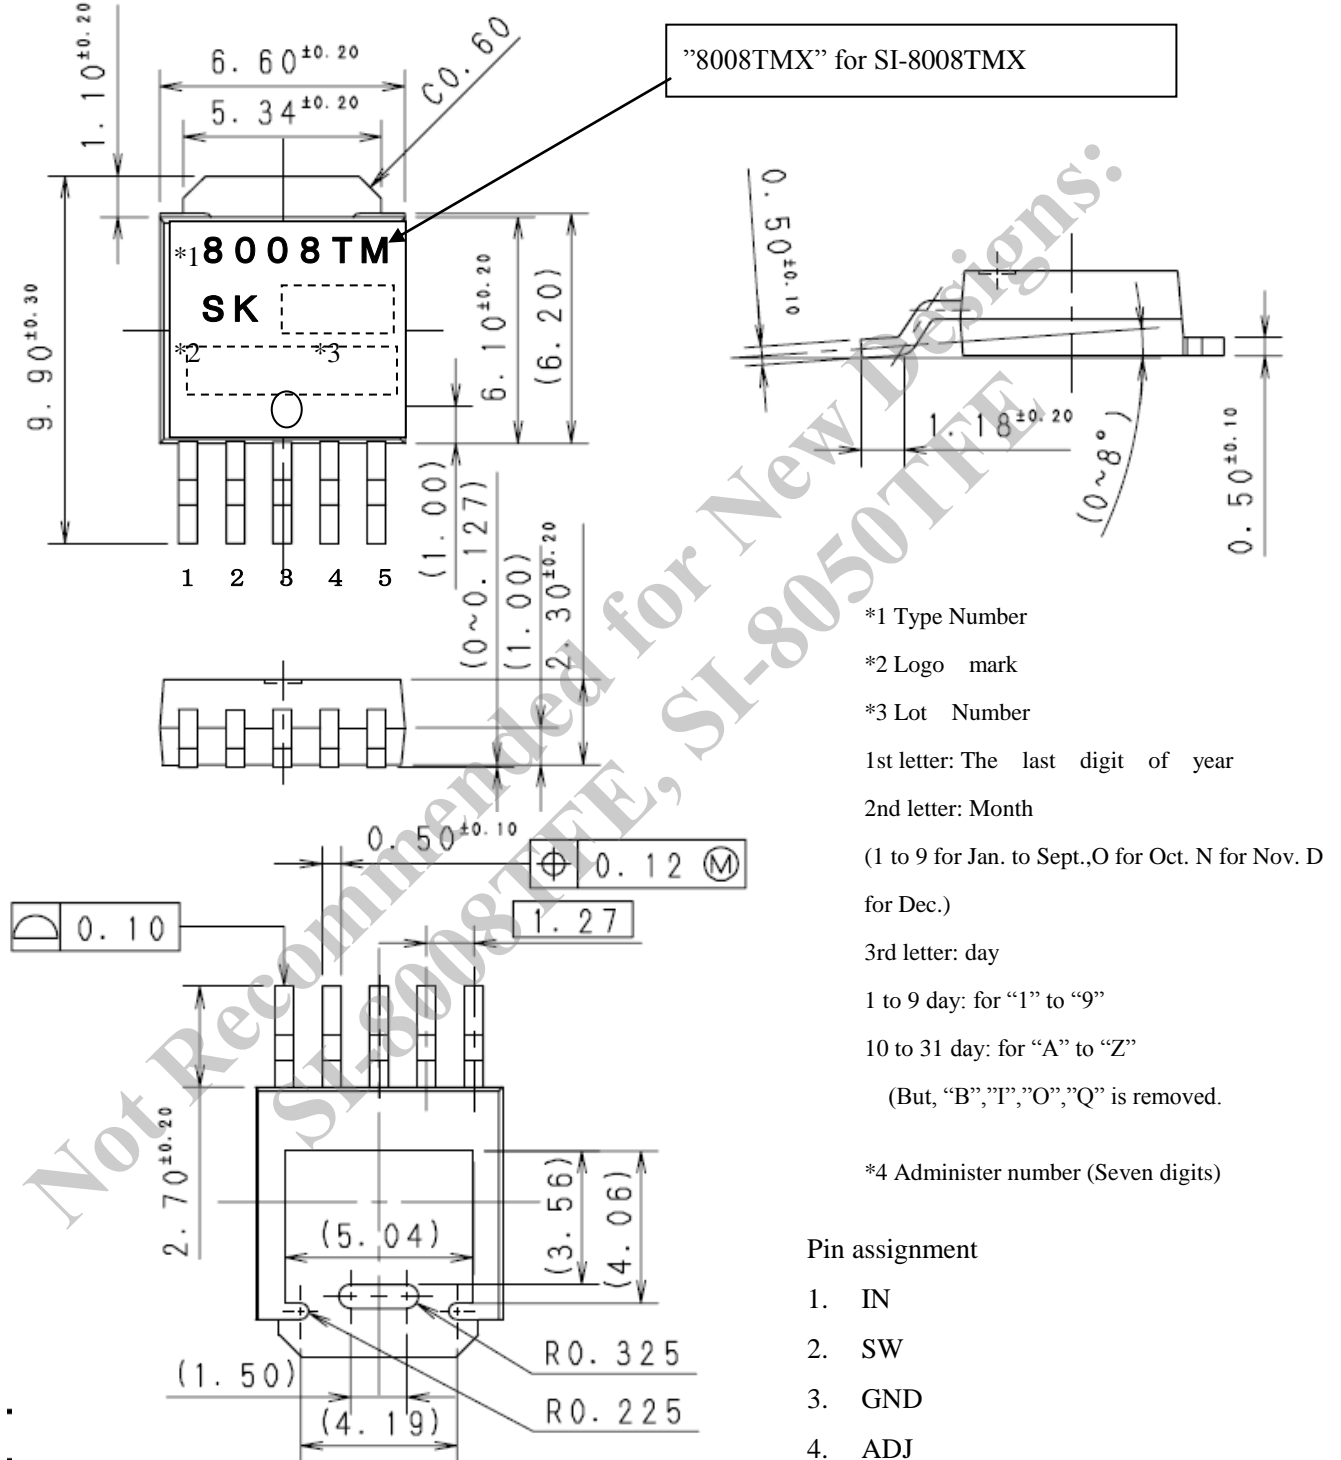 1.10±0.20
6.60±0.20
5.34±0.20
C0.60
"8008TMX" for SI-8008TMX
*1 8008TM
SK
*2 *3
9.90±0.30
6.10±0.20
(6.20)
(1.00)
(0~0.127)
(1.00)
2.30±0.20
1 2 3 4 5
0.50±0.10
1.18±0.20
(0~8°)
0.50±0.10
*1 Type Number
*2 Logo mark
*3 Lot Number
1st letter: The last digit of year
2nd letter: Month
(1 to 9 for Jan. to Sept.,O for Oct. N for Nov. D
for Dec.)
3rd letter: day
1 to 9 day: for “1” to “9”
10 to 31 day: for “A” to “Z”
(But, “B”,”I”,”O”,”Q” is removed.
*4 Administer number (Seven digits)
0.50±0.10
0.12 Ⓜ
1.27
0.10
2.70±0.20
(5.04)
(3.56)
(4.06)
(1.50)
(4.19)
R0.325
R0.225
Pin assignment
1. IN
2. SW
3. GND
4. ADJ
Not Recommended for New Designs:
SI-8008TFE, SI-8050TFE